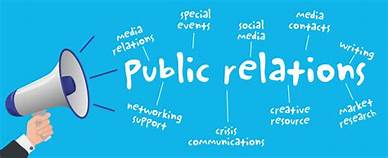 special
events
media
contacts
media
relations
social
media
writing
public relations
networking
support
creative
resource
market
research
crisis
communications